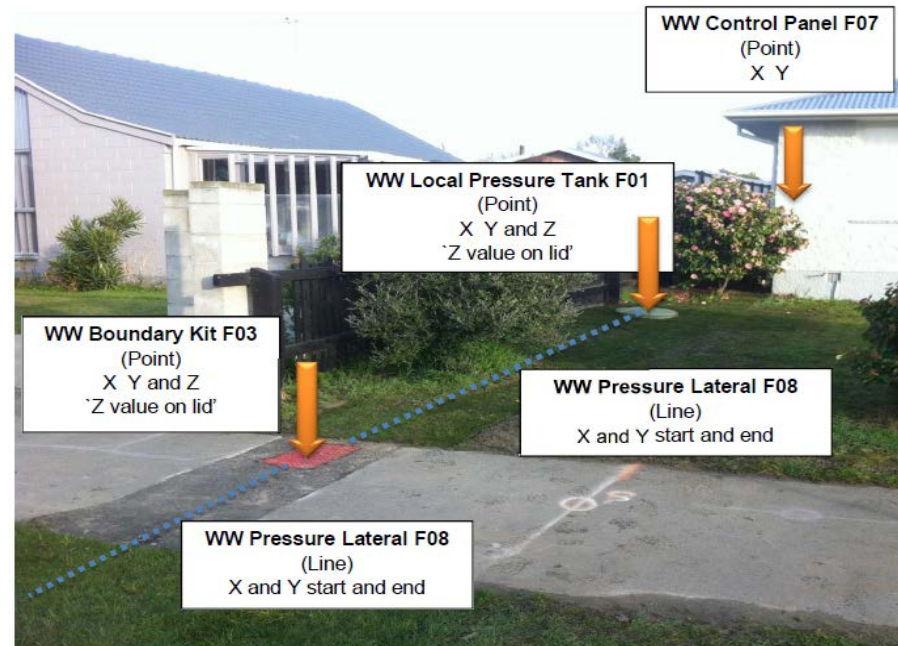 WW Control Panel F07
(Point)
X Y
WW Local Pressure Tank F01
(Point)
X Y and Z
`Z value on lid’
WW Boundary Kit F03
(Point)
X Y and Z
`Z value on lid’
WW Pressure Lateral F08
(Line)
X and Y start and end
WW Pressure Lateral F08
(Line)
X and Y start and end